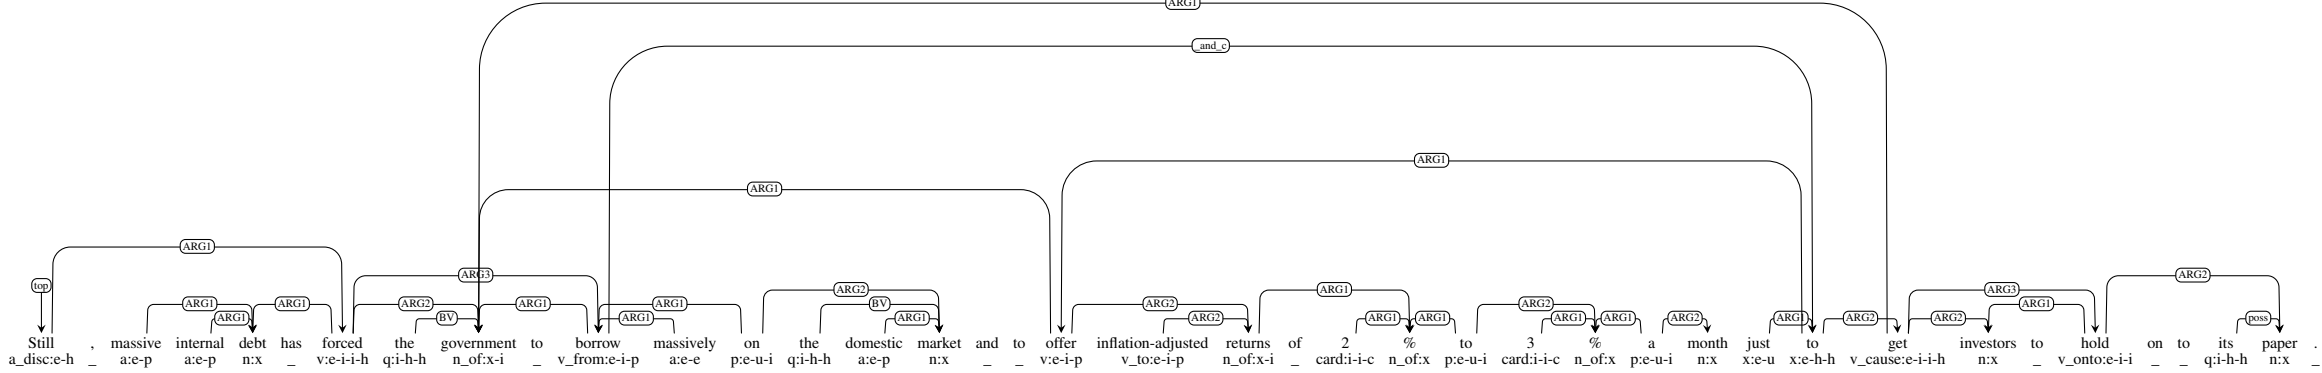 ARG1
_and_c
ARG1
ARG1
ARG1
top ARG3 ARG2 ARG1 ARG3 ARG2
ARG1 ARG1 ARG2 ARG1 ARG1 BV ARG2 ARG2 ARG1
ARG1 BV ARG1 ARG1 ARG2 ARG1 ARG1 ARG1 ARG1 ARG2 ARG1 ARG2 ARG2 poss
Still , massive internal debt has forced the government to borrow massively on the domestic market and to offer inflation-adjusted returns of 2 % to 3 % a month just to get investors to hold on to its paper .
a_disc:e-h _ a:e-p a:e-p n:x _ v:e-i-i-h q:i-h-h n_of:x-i _ v_from:e-i-p a:e-e p:e-u-i q:i-h-h a:e-p n:x _ _ v:e-i-p v_to:e-i-p n_of:x-i _ card:i-i-c n_of:x p:e-u-i card:i-i-c n_of:x p:e-u-i n:x x:e-u x:e-h-h v_cause:e-i-i-h n:x _ v_onto:e-i-i _ _ q:i-h-h n:x _